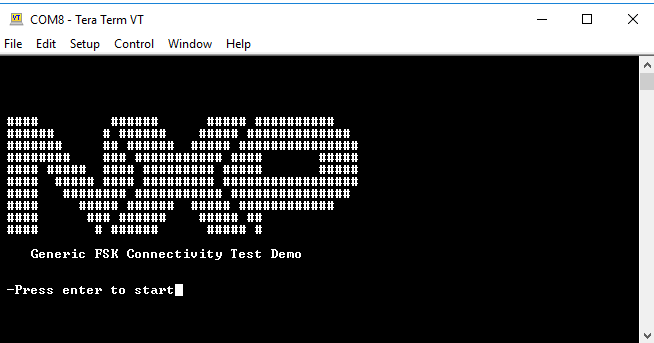 COM8 - Tera Term VT
File Edit Setup Control Window Help
NXP
Generic FSK Connectivity Test Demo
-Press enter to start